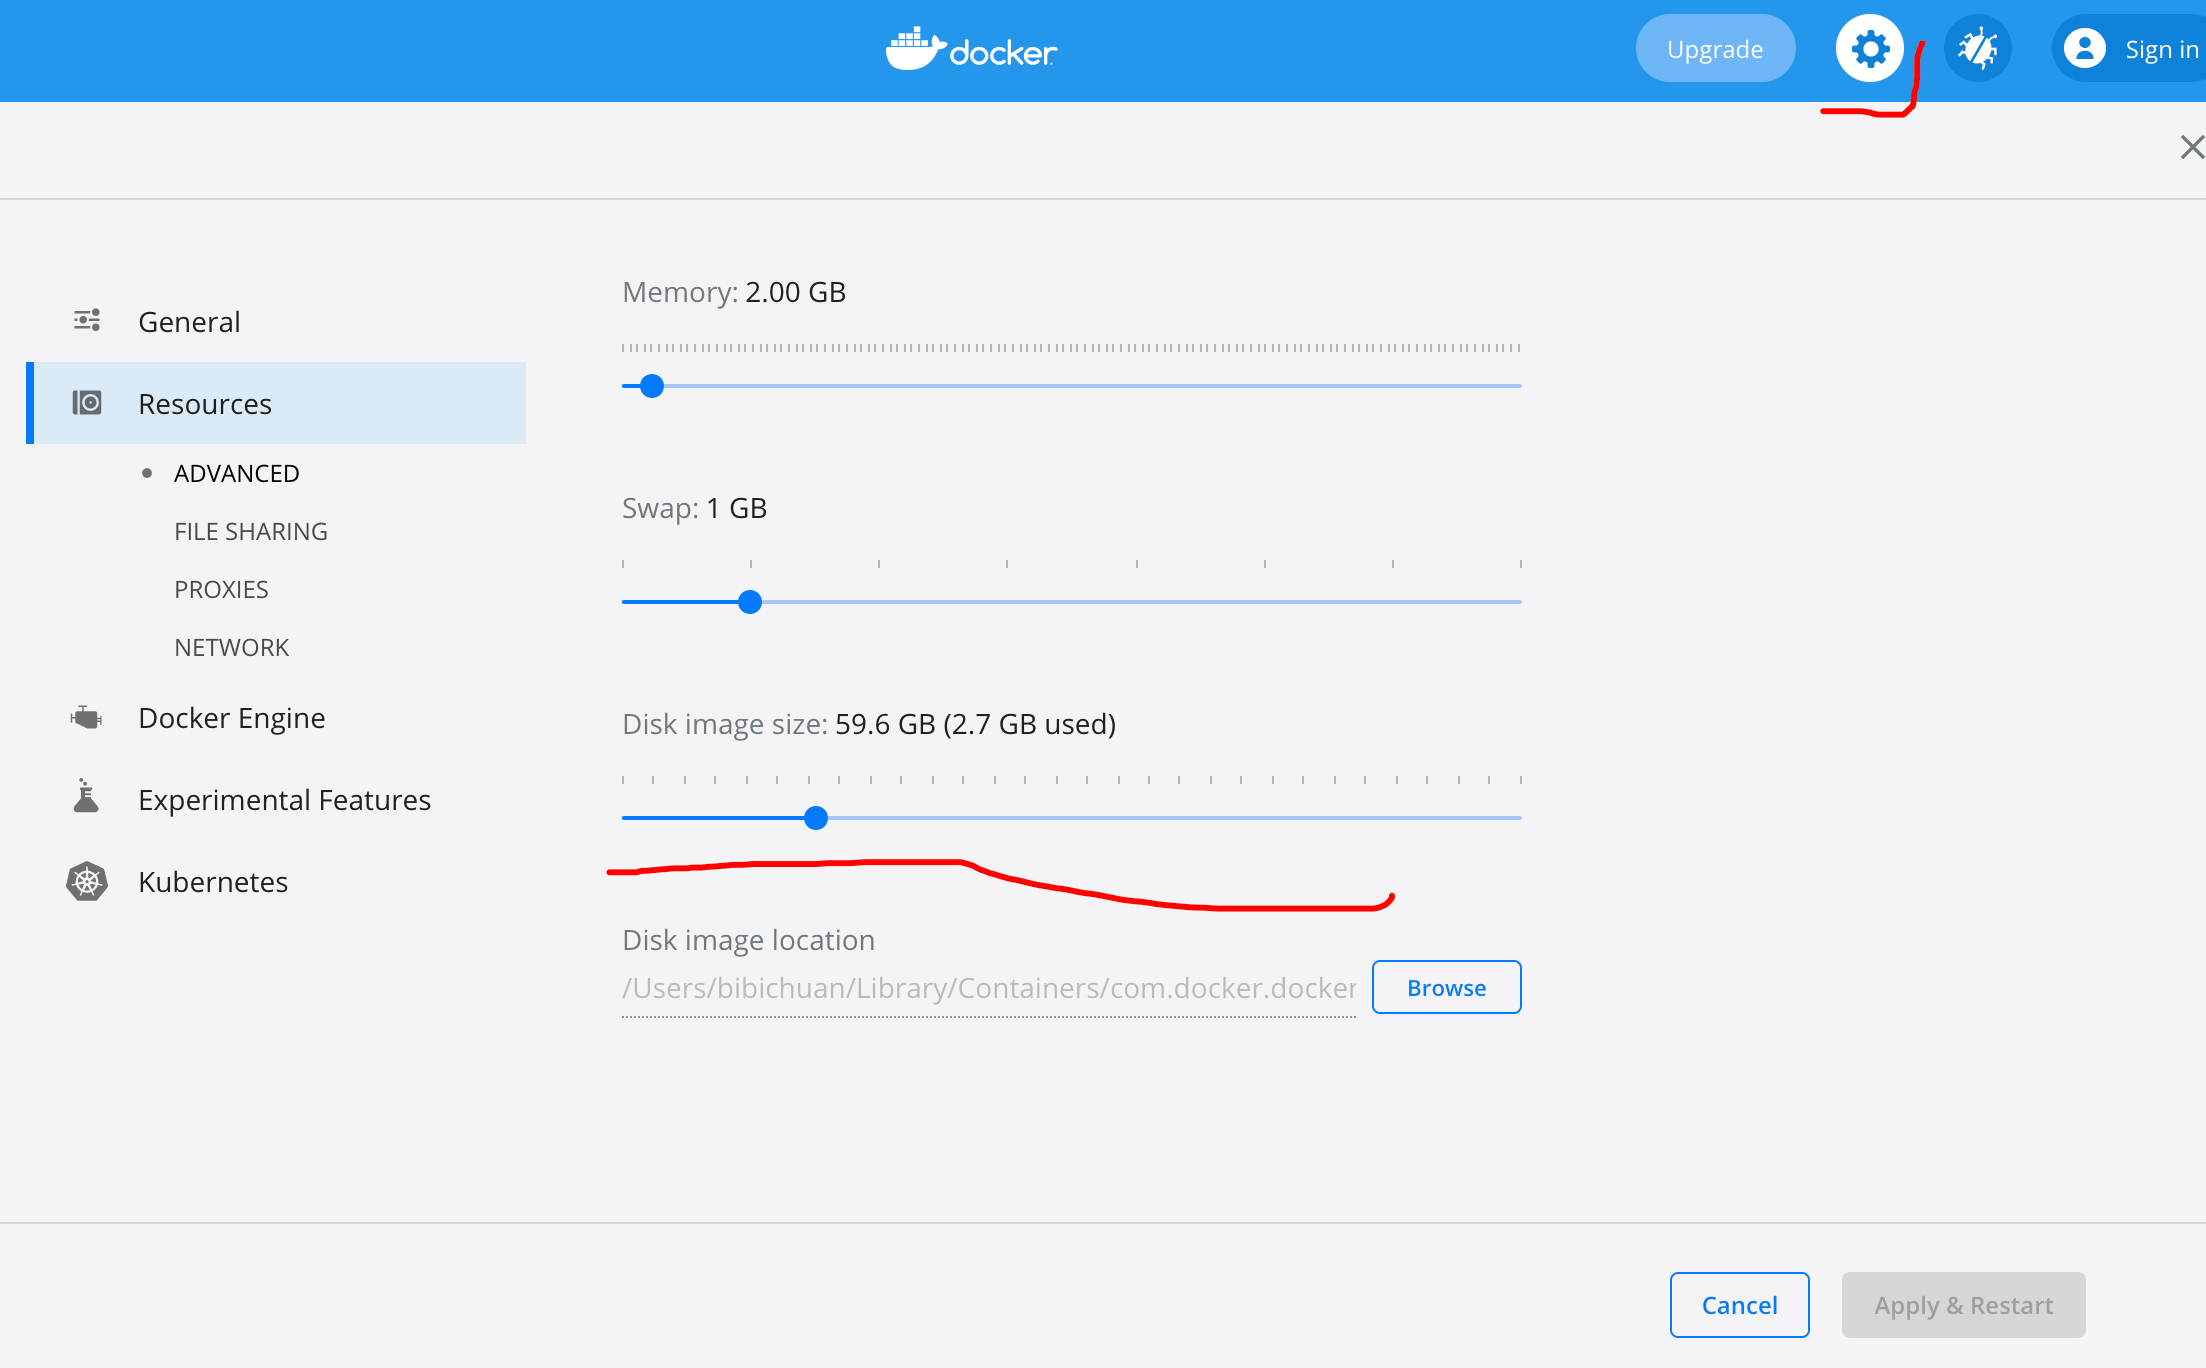 docker
Upgrade
Sign in
General
Resources
ADVANCED
FILE SHARING
PROXIES
NETWORK
Docker Engine
Experimental Features
Kubernetes
Memory: 2.00 GB
Swap: 1 GB
Disk image size: 59.6 GB (2.7 GB used)
Disk image location
/Users/bibichuan/Library/Containers/com.docker.docker
Browse
Cancel
Apply & Restart